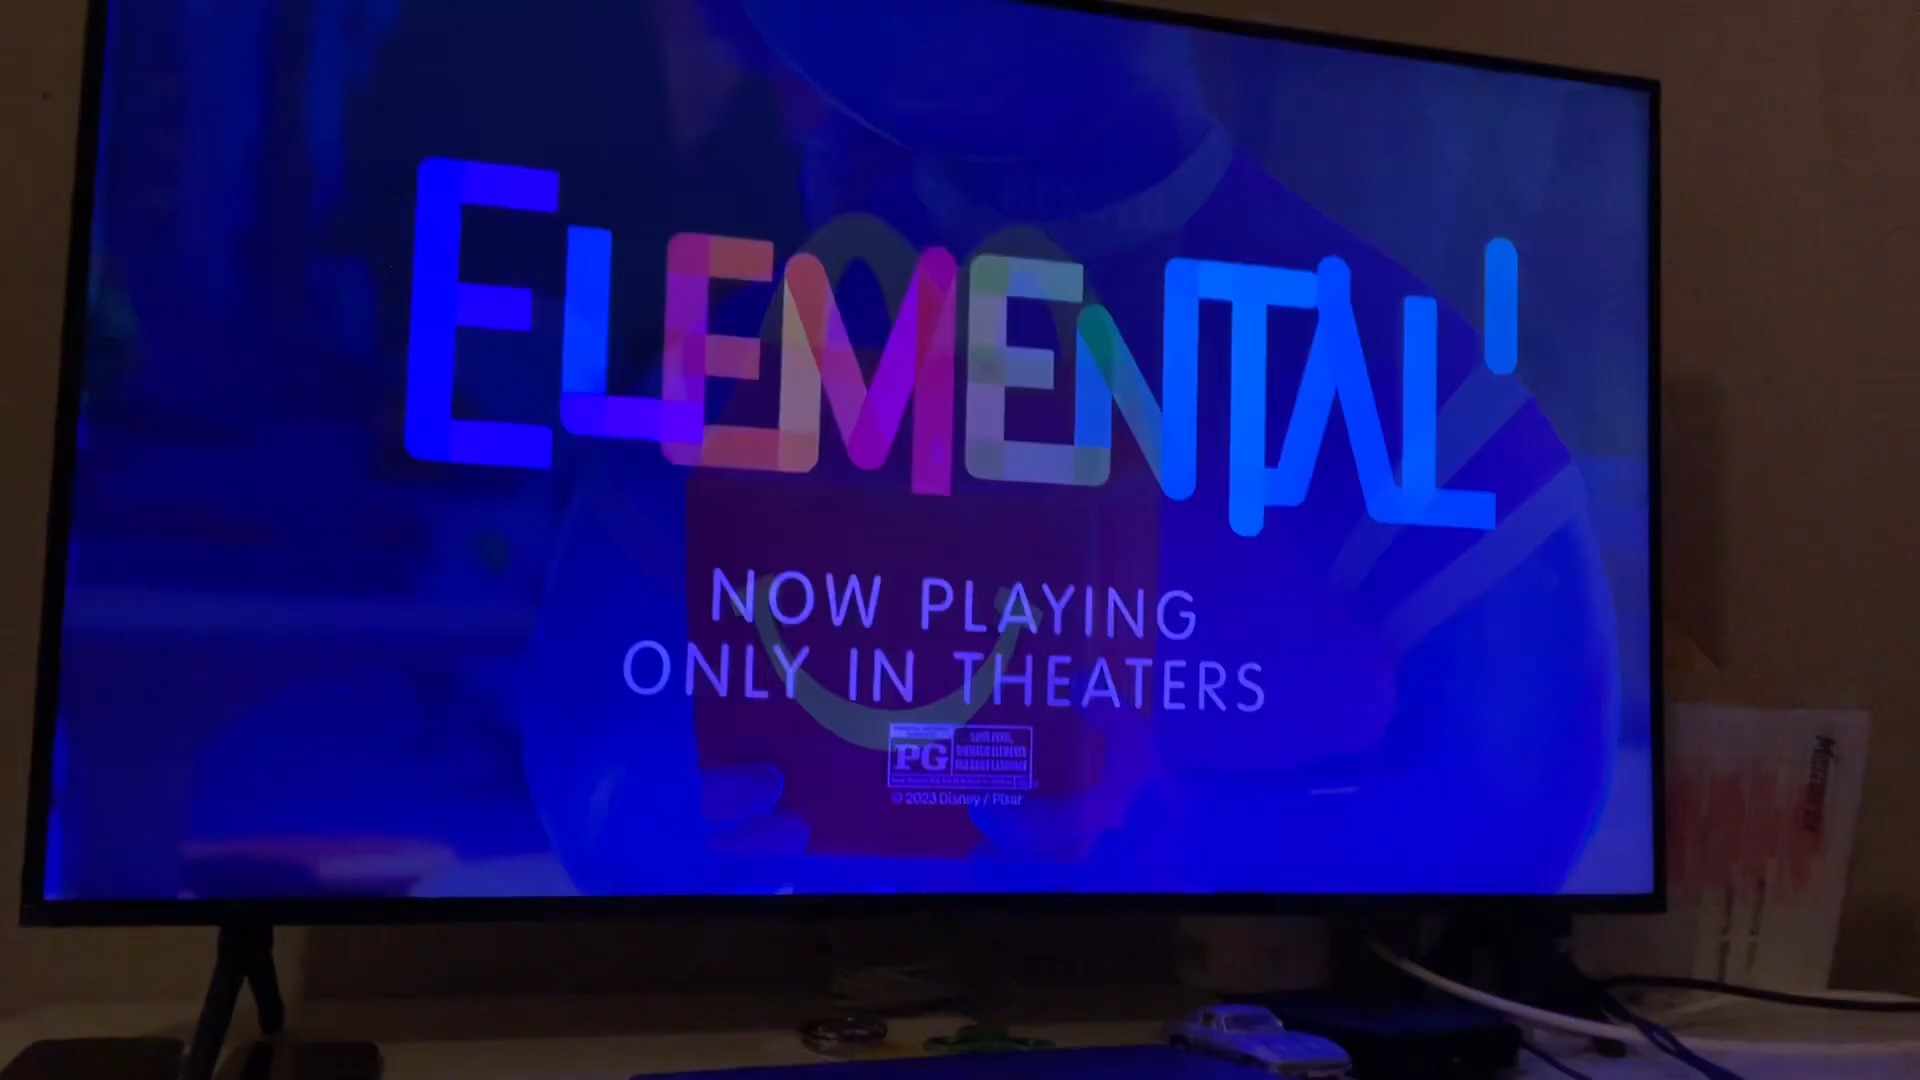 ELEMENTAL
NOW PLAYING
ONLY IN THEATERS
PG
© 2023 Disney / Pixar